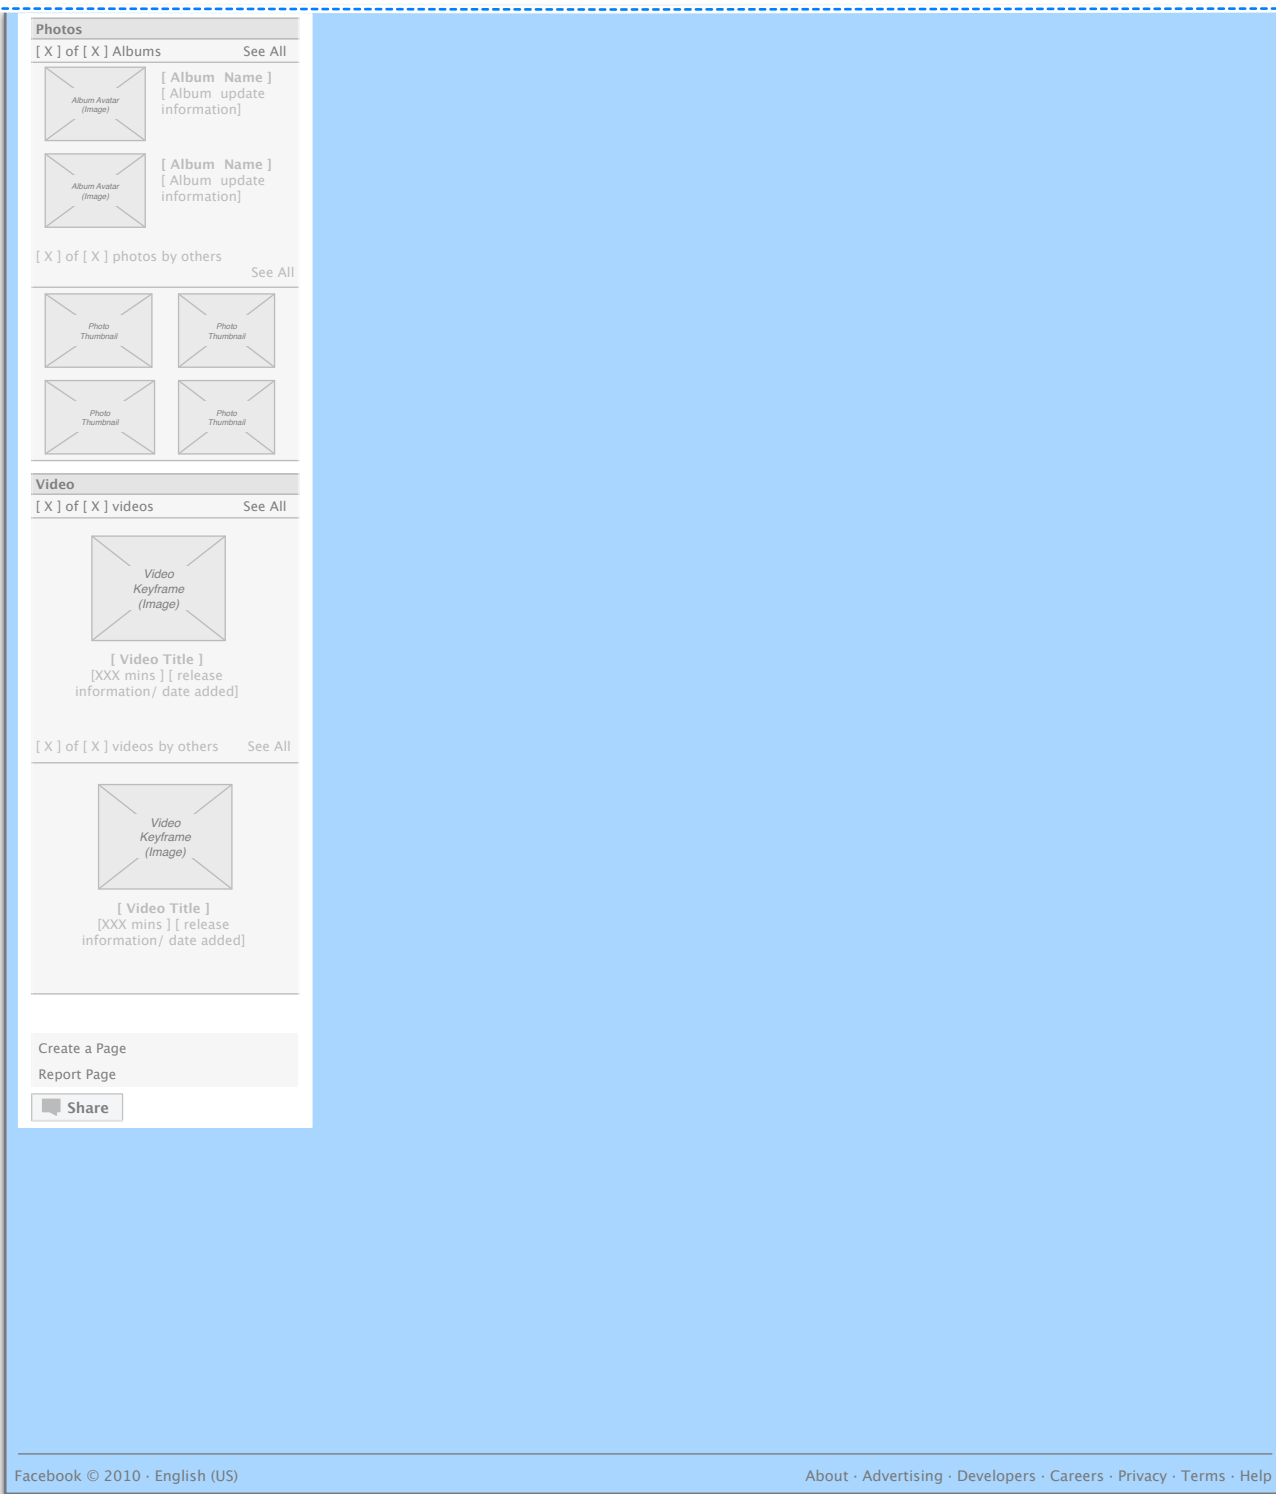 Photos
[ X ] of [ X ] Albums See All
Album Avatar
(Image)
[ Album Name ]
[ Album update
information]
Album Avatar
(Image)
[ Album Name ]
[ Album update
information]
[ X ] of [ X ] photos by others
See All
Photo
Thumbnail
Photo
Thumbnail
Photo
Thumbnail
Photo
Thumbnail
Video
[ X ] of [ X ] videos See All
Video
Keyframe
(Image)
[ Video Title ]
[XXX mins ] [ release
information/ date added]
[ X ] of [ X ] videos by others See All
Video
Keyframe
(Image)
[ Video Title ]
[XXX mins ] [ release
information/ date added]
Create a Page
Report Page
Share
Facebook © 2010 · English (US) About · Advertising · Developers · Careers · Privacy · Terms · Help